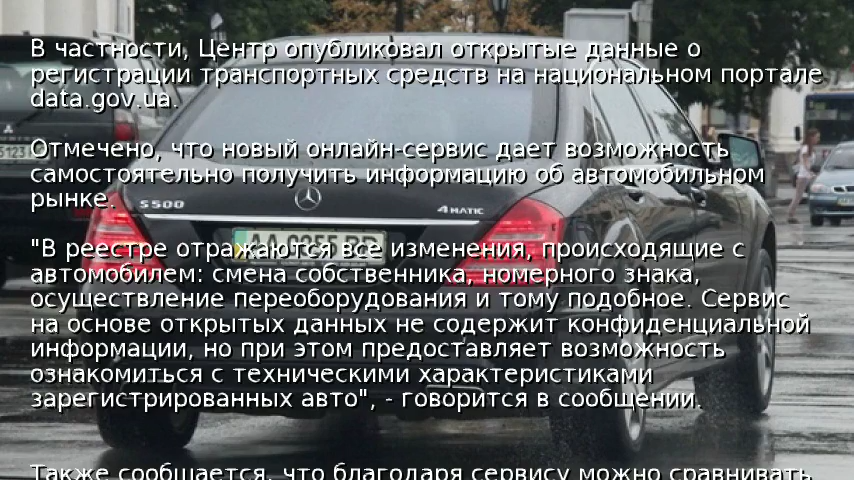 В частности, Центр опубликовал открытые данные о
регистрации транспортных средств на национальном портале
data.gov.ua.
Отмечено, что новый онлайн-сервис дает возможность
самостоятельно получить информацию об автомобильном
рынке.
S500
4MATIC
"В реестре отражаются все изменения, происходящие с
автомобилем: смена собственника, номерного знака,
осуществление переоборудования и тому подобное. Сервис
на основе открытых данных не содержит конфиденциальной
информации, но при этом предоставляет возможность
ознакомиться с техническими характеристиками
зарегистрированных авто", - говорится в сообщении.
Также сообщается, что благодаря сервису можно сравнивать